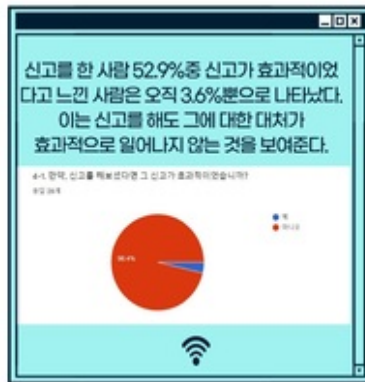 신고를 한 사람 52.9%중 신고가 효과적이었
다고 느낀 사람은 오직 3.6%뿐으로 나타났다.
이는 신고를 해도 그에 대한 대처가
효과적으로 일어나지 않는 것을 보여준다.
4-1. 만약, 신고를 해보셨다면 그 신고가 효과적이었습니까?
응답
96.4%
예
아니요